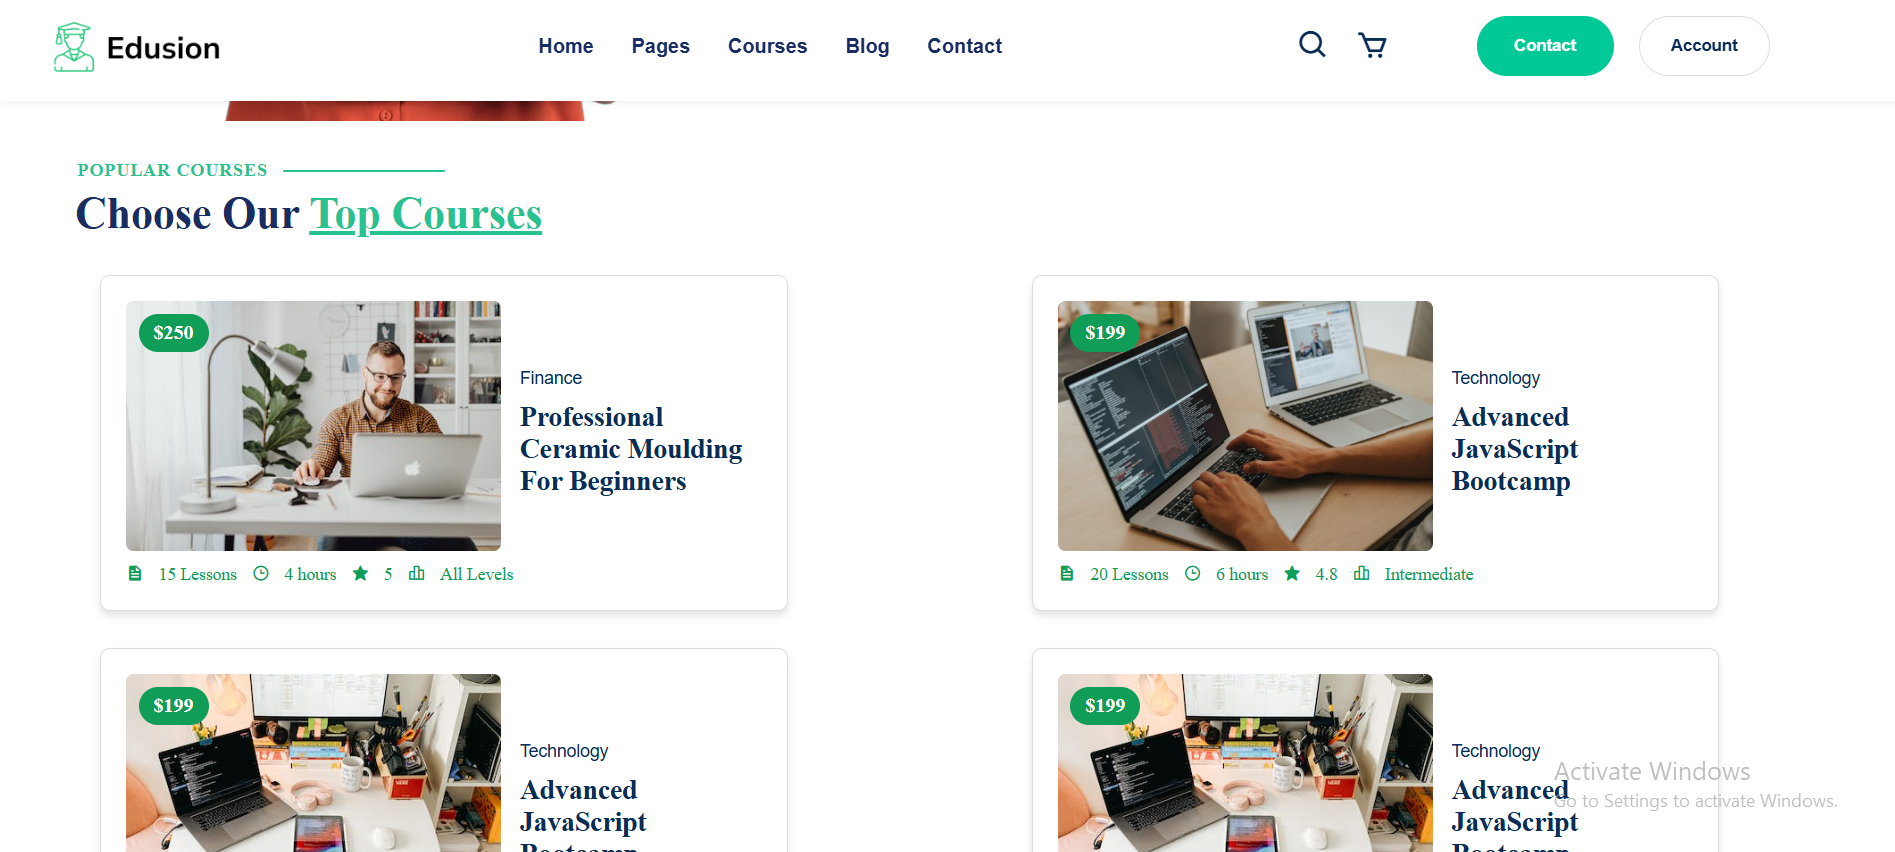 Edusion
Home Pages Courses Blog Contact
Contact
Account
POPULAR COURSES
Choose Our Top Courses
$250
Finance
Professional
Ceramic Moulding
For Beginners
15 Lessons 4 hours 5 All Levels
$199
Technology
Advanced
JavaScript
Bootcamp
20 Lessons 6 hours 4.8 Intermediate
$199
Technology
Advanced
JavaScript
Bootcamp
$199
Technology
Advanced
JavaScript
Bootcamp
Activate Windows
Go to Settings to activate Windows.